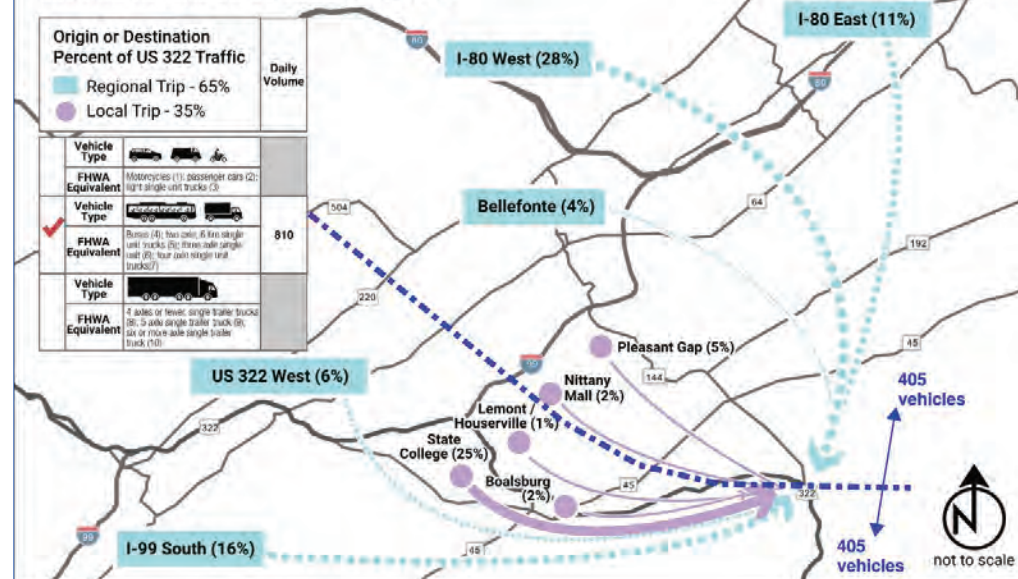 Origin or Destination
Percent of US 322 Traffic
Regional Trip - 65%
Local Trip - 35%
Daily
Volume
Vehicle
Type
FHWA
Equivalent
Motorcycles (1); passenger cars (2);
light single unit trucks (3)
Vehicle
Type
FHWA
Equivalent
Buses (4); two axle, 6 tire single
unit trucks (5); three axle single
unit (6); four axle single unit
trucks(7)
810
Vehicle
Type
FHWA
Equivalent
4 axles or fewer, single trailer trucks
(8); 5 axle single trailer truck (9);
six or more axle single trailer
truck (10)
I-80 East (11%)
I-80 West (28%)
80
80
Bellefonte (4%)
504
64
192
220
45
Pleasant Gap (5%)
99
144
US 322 West (6%)
Nittany
Mall (2%)
Lemont /
Houserville (1%)
State
College (25%)
Boalsburg
(2%)
322
45
322
405
vehicles
I-99 South (16%)
99
45
405
vehicles
N
not to scale